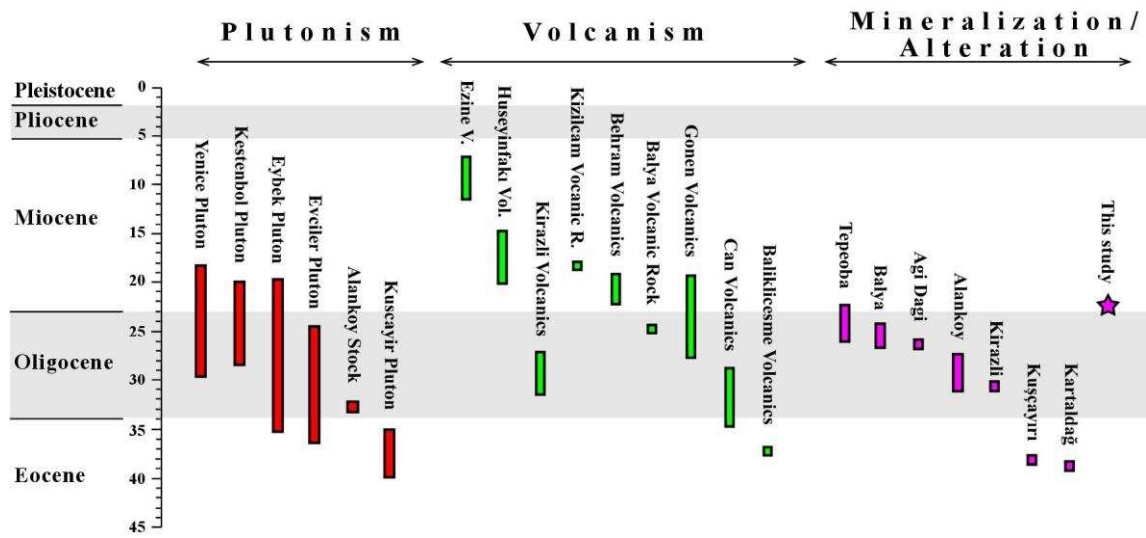 Plutonism
Volcanism
Mineralization/
Alteration
Pleistocene
Pliocene
Miocene
Oligocene
Eocene
0
5
10
15
20
25
30
35
40
45
Yenice Pluton
Kestenbol Pluton
Eybek Pluton
Evciler Pluton
Alankoy Stock
Kuscayir Pluton
Ezine V.
Huseyinfakı Vol.
Kirazli Volcanics
Kizilcam Vocanic R.
Behram Volcanics
Balya Volcanic Rock
Gonen Volcanics
Can Volcanics
Baliklicesme Volcanics
Tepeoba
Balya
Agi Dagi
Alankoy
Kirazli
Kuşçayırı
Kartaldağ
This study